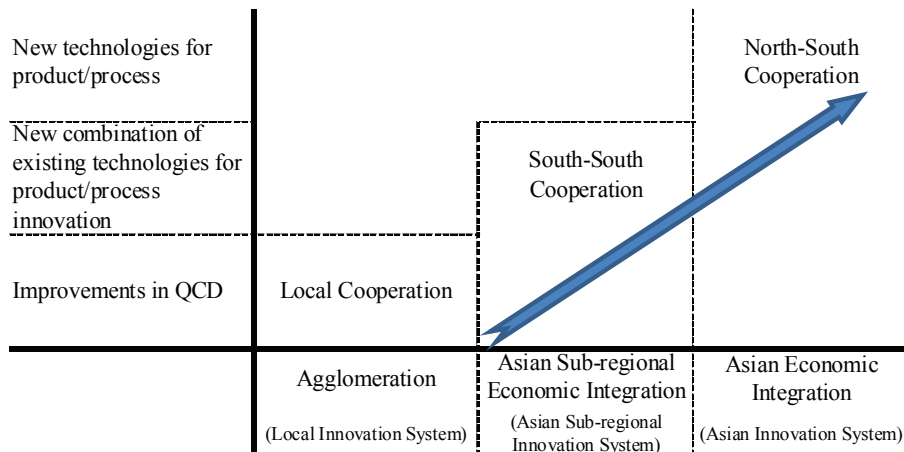 New technologies for
product/process
North-South
Cooperation
New combination of
existing technologies for
product/process
innovation
South-South
Cooperation
Improvements in QCD
Local Cooperation
Agglomeration
(Local Innovation System)
Asian Sub-regional
Economic Integration
(Asian Sub-regional
Innovation System)
Asian Economic
Integration
(Asian Innovation System)